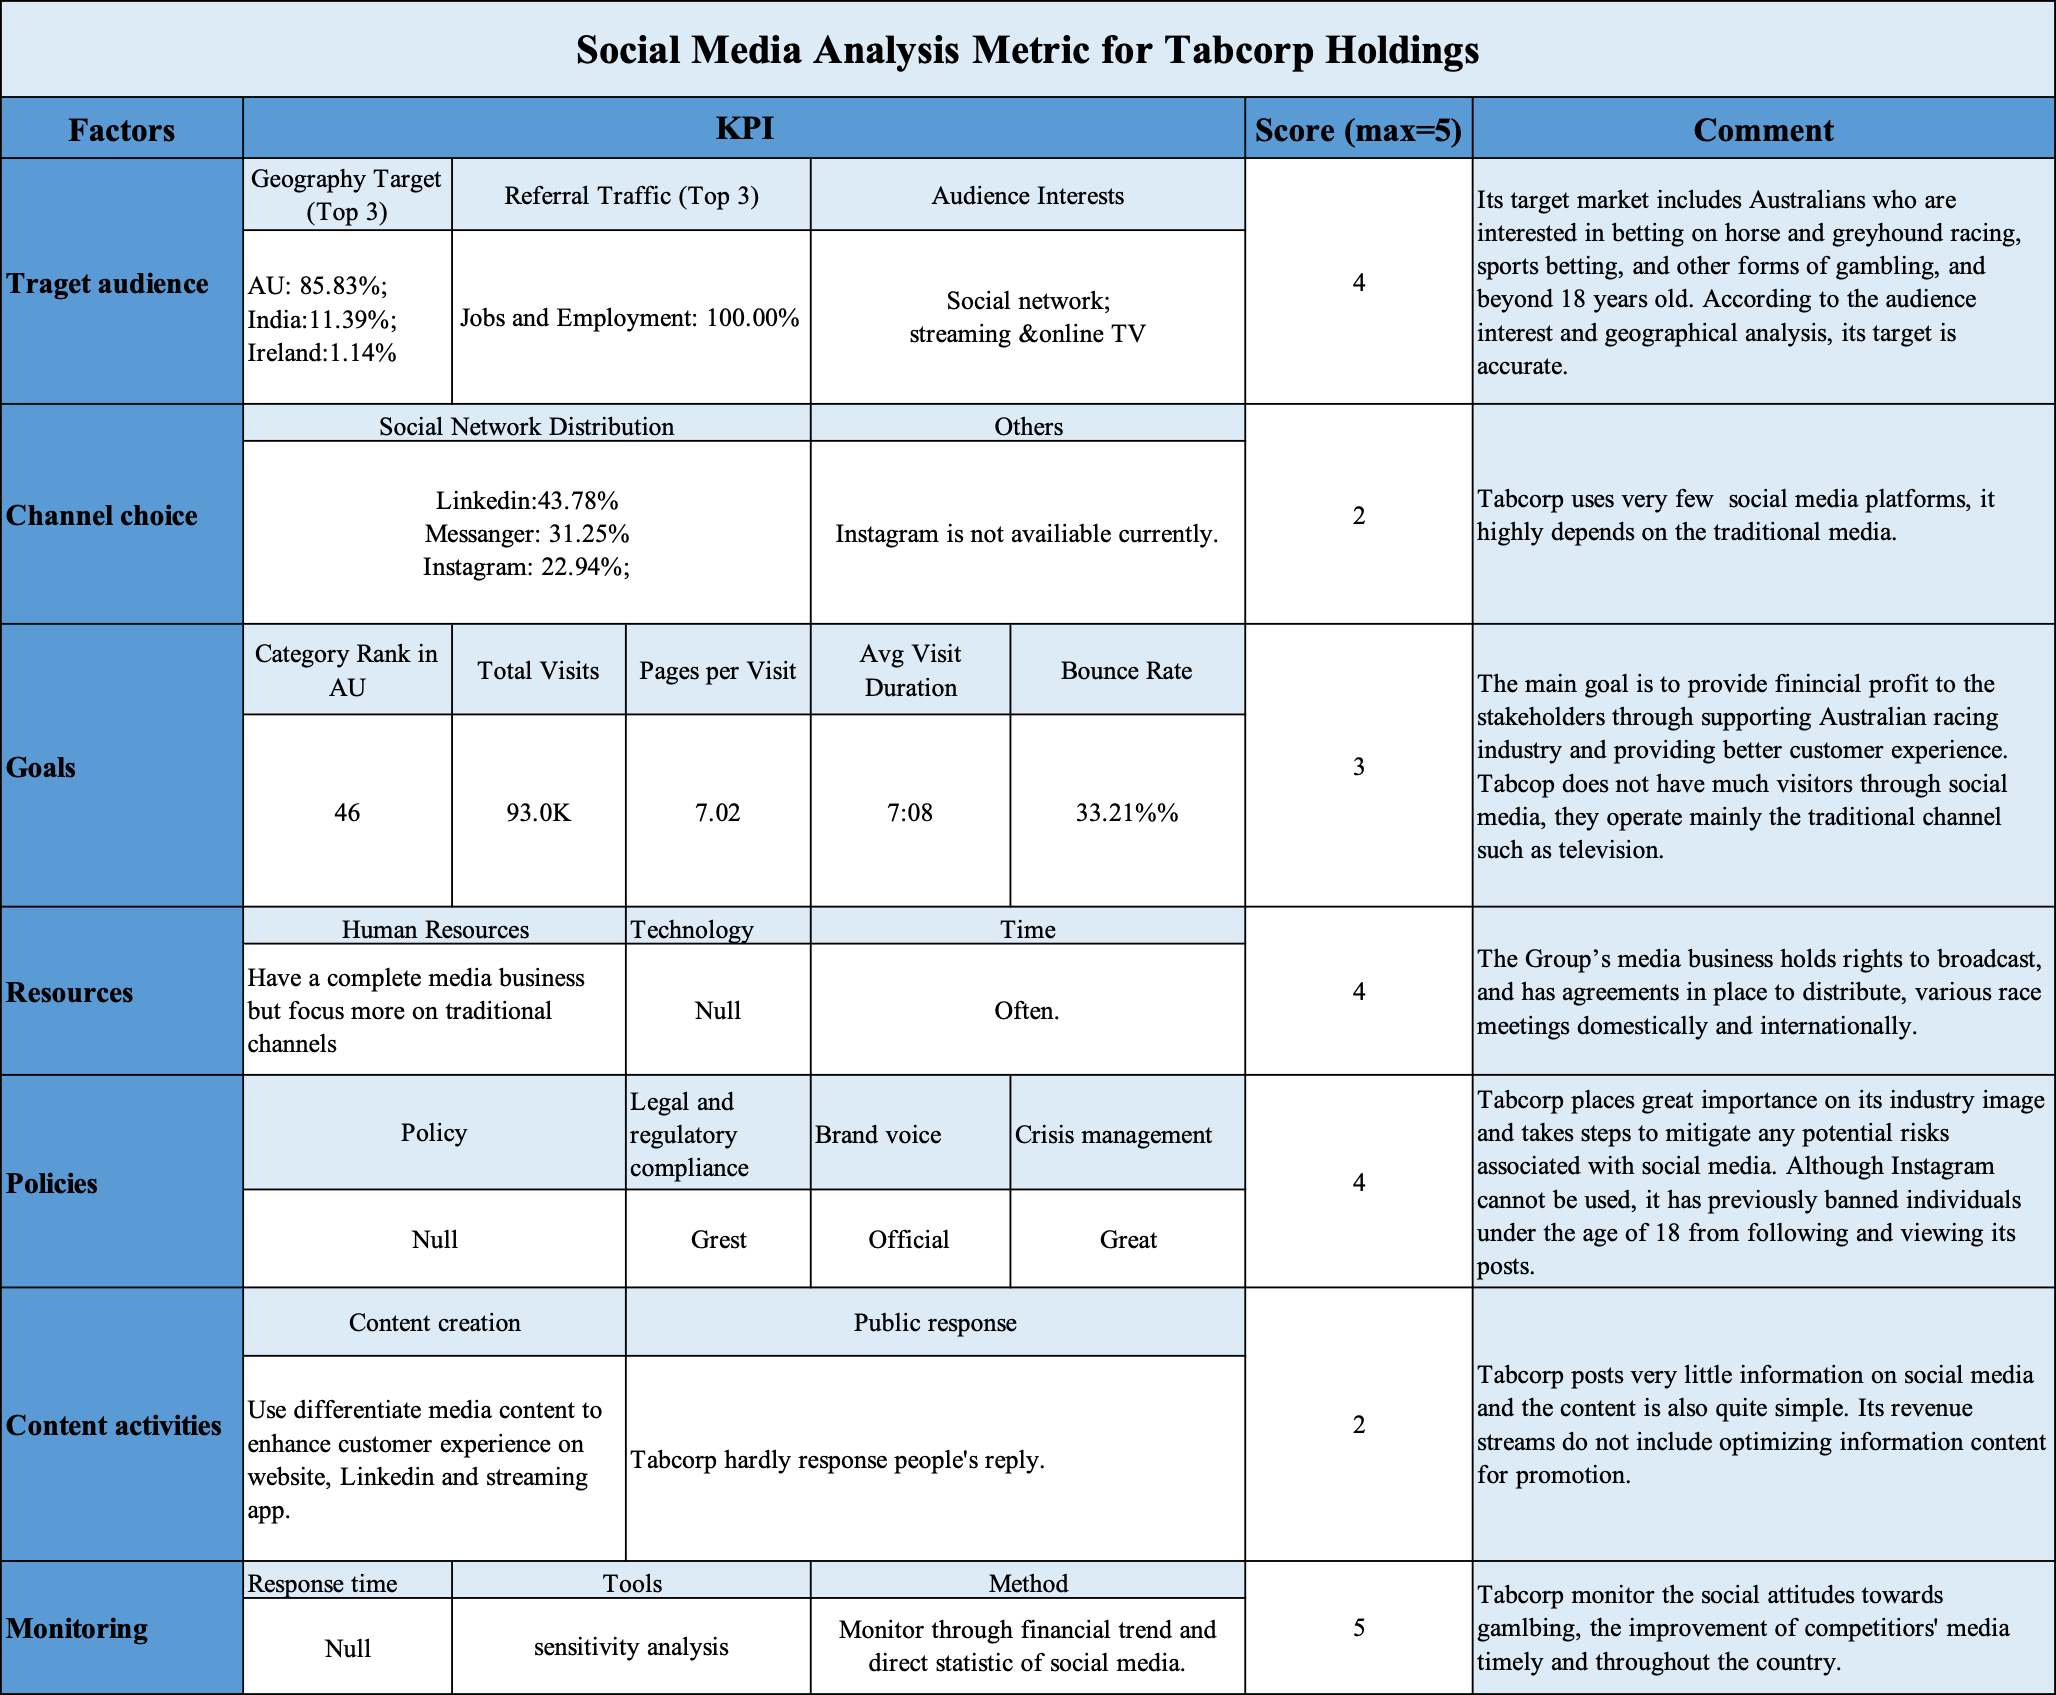 Social Media Analysis Metric for Tabcorp Holdings
Factors
KPI
Score (max=5)
Comment
Traget audience
Geography Target
(Top 3)
Referral Traffic (Top 3)
Audience Interests
AU: 85.83%;
India:11.39%;
Ireland:1.14%
Jobs and Employment: 100.00%
Social network;
streaming &online TV
4
Its target market includes Australians who are
interested in betting on horse and greyhound racing,
sports betting, and other forms of gambling, and
beyond 18 years old. According to the audience
interest and geographical analysis, its target is
accurate.
Channel choice
Social Network Distribution
Others
Linkedin:43.78%
Messanger: 31.25%
Instagram: 22.94%;
Instagram is not availiable currently.
2
Tabcorp uses very few  social media platforms, it
highly depends on the traditional media.
Goals
Category Rank in
AU
Total Visits
Pages per Visit
Avg Visit
Duration
Bounce Rate
46
93.0K
7.02
7:08
33.21%%
3
The main goal is to provide finincial profit to the
stakeholders through supporting Australian racing
industry and providing better customer experience.
Tabcop does not have much visitors through social
media, they operate mainly the traditional channel
such as television.
Resources
Human Resources
Technology
Time
Have a complete media business
but focus more on traditional
channels
Null
Often.
4
The Group’s media business holds rights to broadcast,
and has agreements in place to distribute, various race
meetings domestically and internationally.
Policies
Policy
Legal and
regulatory
compliance
Brand voice
Crisis management
Null
Grest
Official
Great
4
Tabcorp places great importance on its industry image
and takes steps to mitigate any potential risks
associated with social media. Although Instagram
cannot be used, it has previously banned individuals
under the age of 18 from following and viewing its
posts.
Content activities
Content creation
Public response
Use differentiate media content to
enhance customer experience on
website, Linkedin and streaming
app.
Tabcorp hardly response people's reply.
2
Tabcorp posts very little information on social media
and the content is also quite simple. Its revenue
streams do not include optimizing information content
for promotion.
Monitoring
Response time
Tools
Method
Null
sensitivity analysis
Monitor through financial trend and
direct statistic of social media.
5
Tabcorp monitor the social attitudes towards
gamlbing, the improvement of competitiors' media
timely and throughout the country.